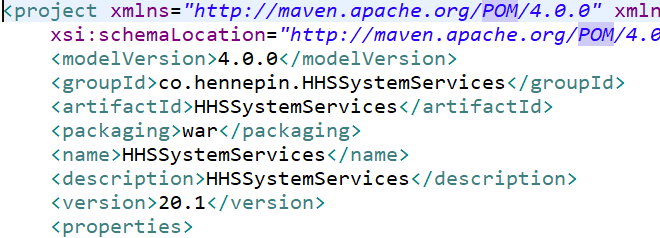 <project xmlns="http://maven.apache.org/POM/4.0.0" xmln
xsi:schemaLocation="http://maven.apache.org/POM/4.0
<modelVersion>4.0.0</modelVersion>
<groupId>co.hennepin.HHSSystemServices</groupId>
<artifactId>HHSSystemServices</artifactId>
<packaging>war</packaging>
<name>HHSSystemServices</name>
<description>HHSSystemServices</description>
<version>20.1</version>
<properties>